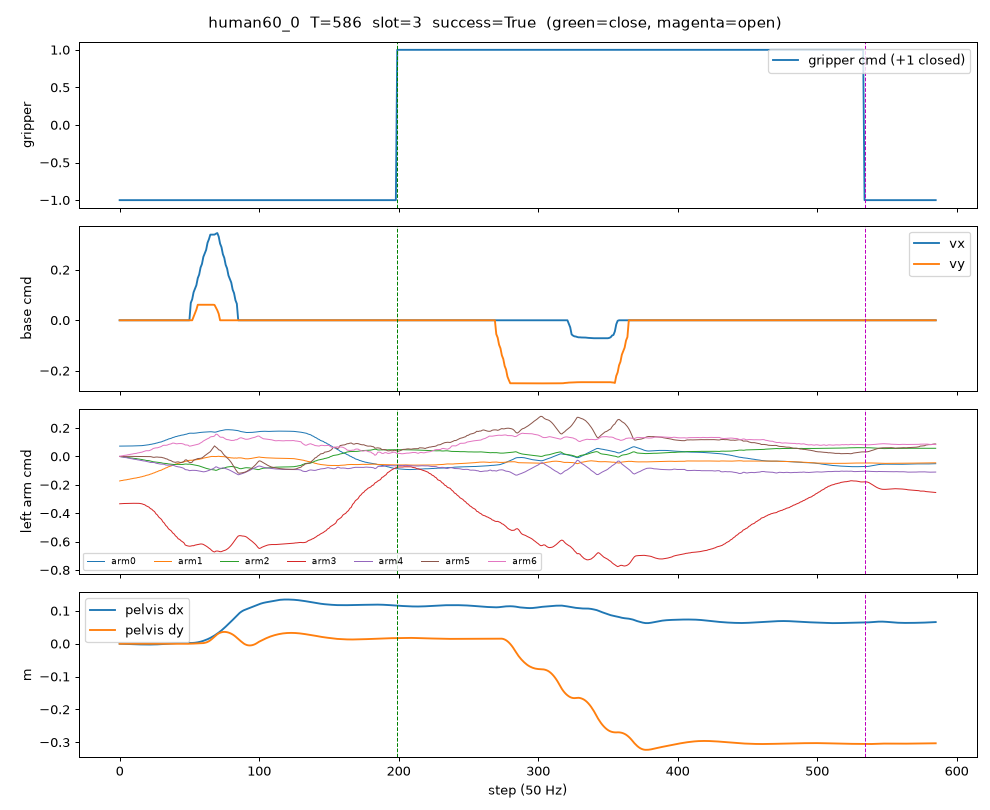 human60_0  T=586  slot=3  success=True  (green=close, magenta=open)
1.0
0.5
0.0
−0.5
−1.0
gripper
gripper cmd (+1 closed)
0.2
0.0
−0.2
base cmd
vx
vy
0.2
0.0
−0.2
−0.4
−0.6
−0.8
left arm cmd
arm0 arm1 arm2 arm3 arm4 arm5 arm6
0.1
0.0
−0.1
−0.2
−0.3
m
pelvis dx
pelvis dy
0 100 200 300 400 500 600
step (50 Hz)